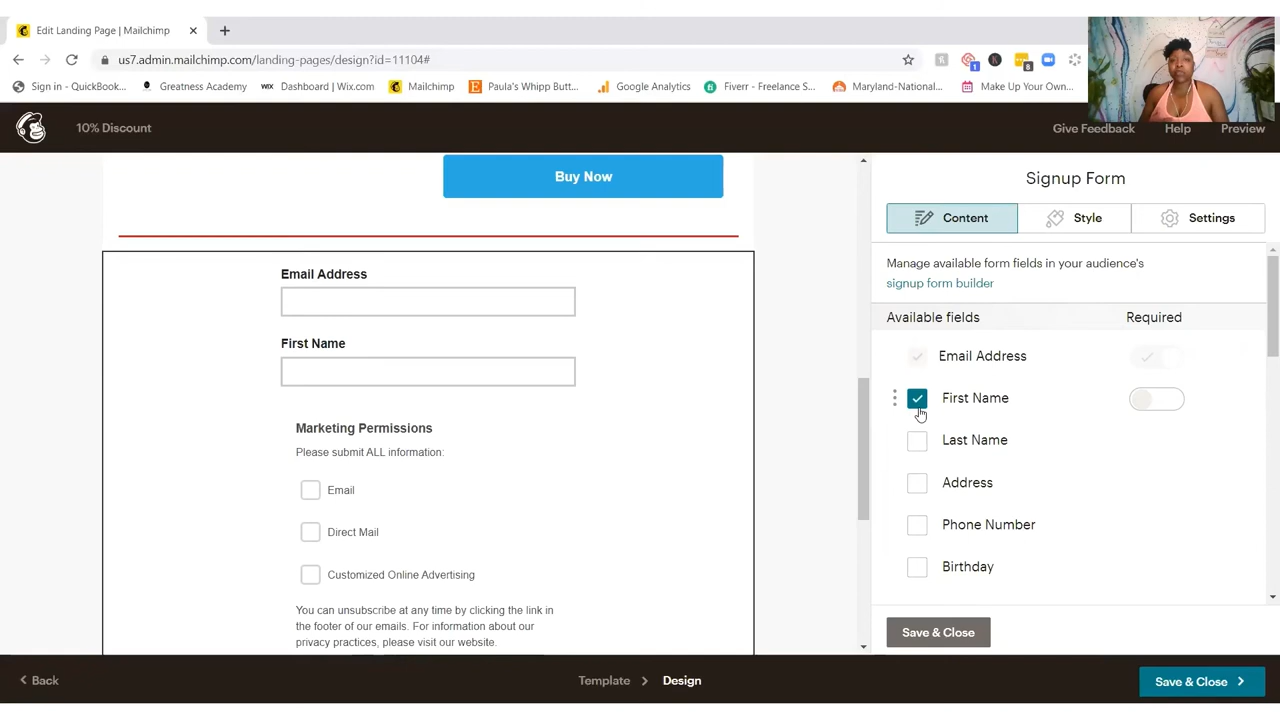 Edit Landing Page | Mailchimp
us7.admin.mailchimp.com/landing-pages/design?id=11104#
1
8
Sign in - QuickBook...
Greatness Academy
WIX
Dashboard | Wix.com
Mailchimp
Paula's Whipp Butt...
Google Analytics
Fiverr - Freelance S...
Maryland-National...
Make Up Your Own...
10% Discount
Give Feedback
Help
Preview
Buy Now
Email Address
First Name
Marketing Permissions
Please submit ALL information:
Email
Direct Mail
Customized Online Advertising
You can unsubscribe at any time by clicking the link in
the footer of our emails. For information about our
privacy practices, please visit our website.
Signup Form
Content
Style
Settings
Manage available form fields in your audience's
signup form builder
Available fields
Required
Email Address
First Name
Last Name
Address
Phone Number
Birthday
Save & Close
Back
Template
Design
Save & Close